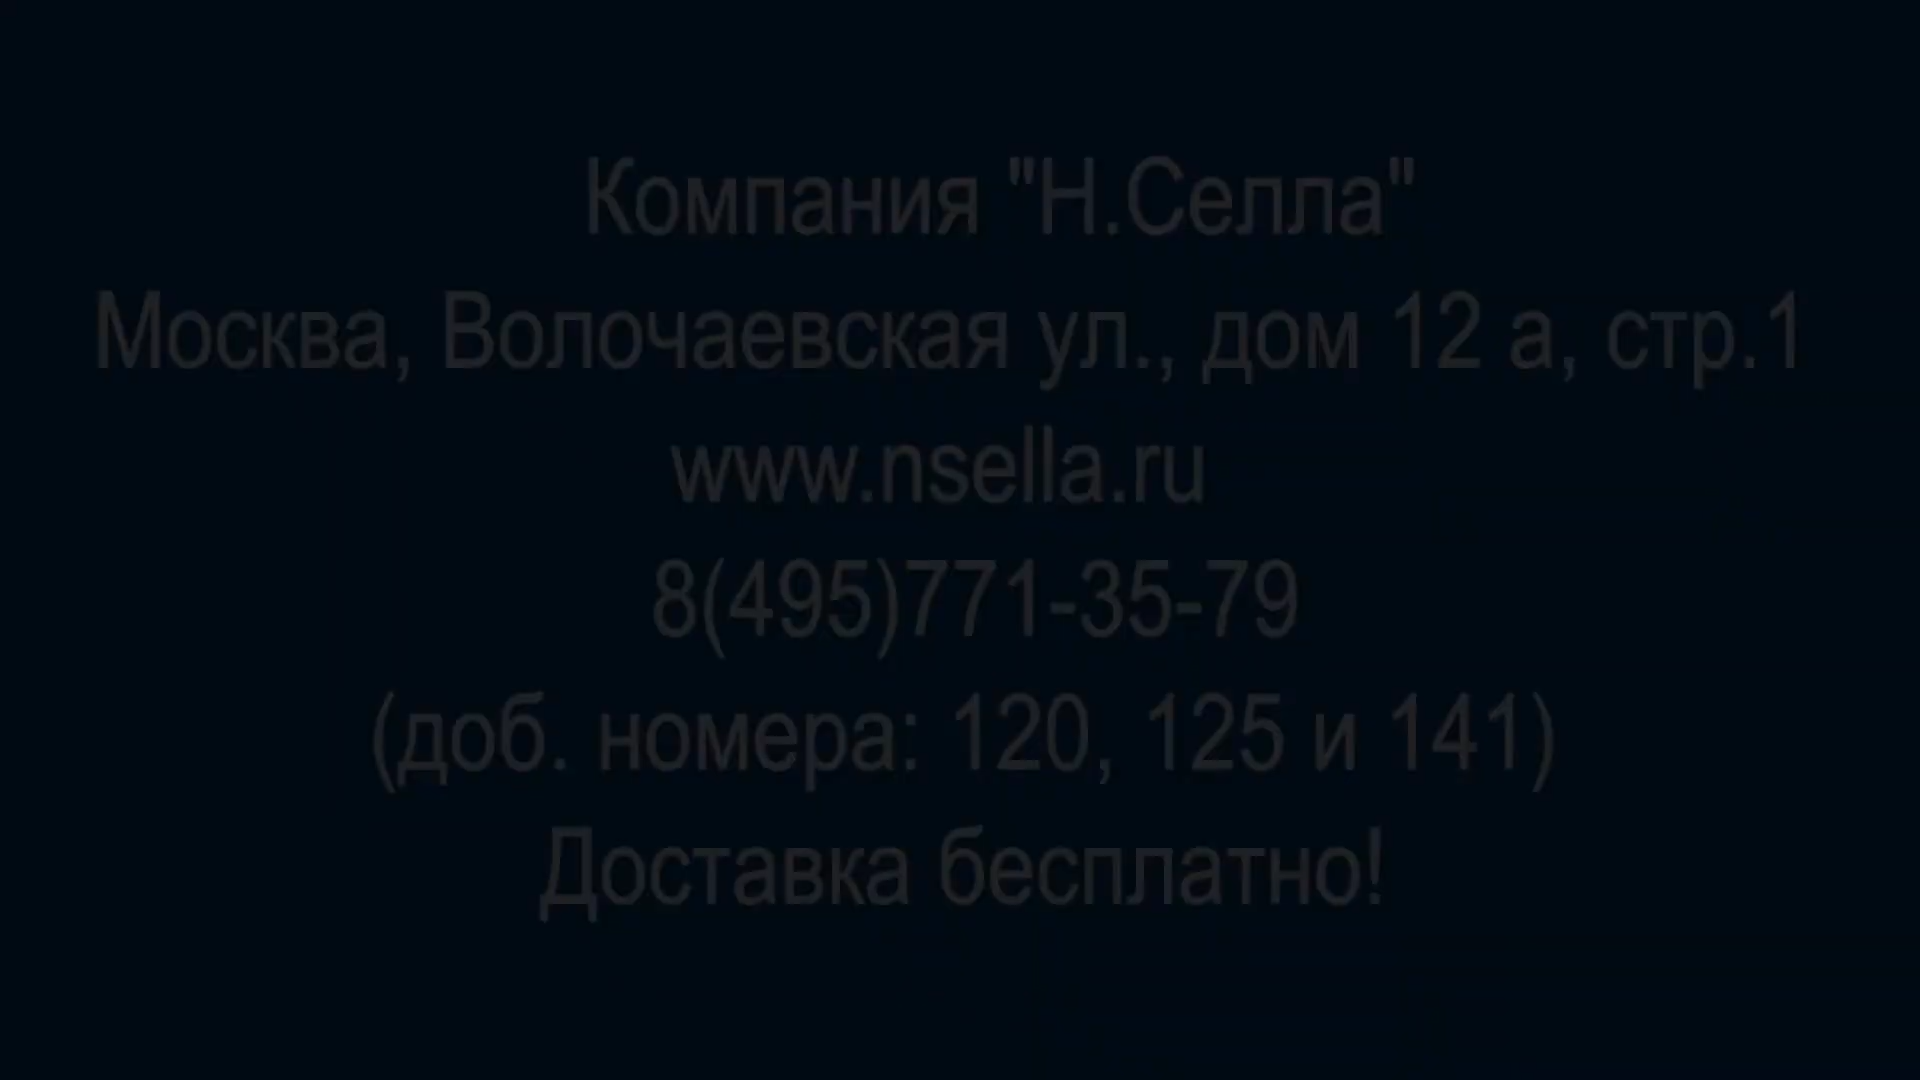 Компания "Н.Селла"
Москва, Волочаевская ул., дом 12 а, стр.1
www.nsella.ru
8(495)771-35-79
(доб. номера: 120, 125 и 141)
Доставка бесплатно!